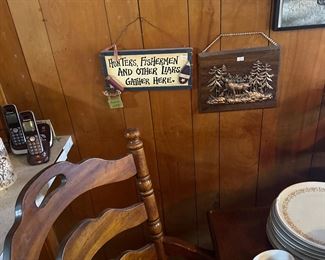 HUNTERS, FISHERMEN
AND OTHER LIARS
GATHER HERE.